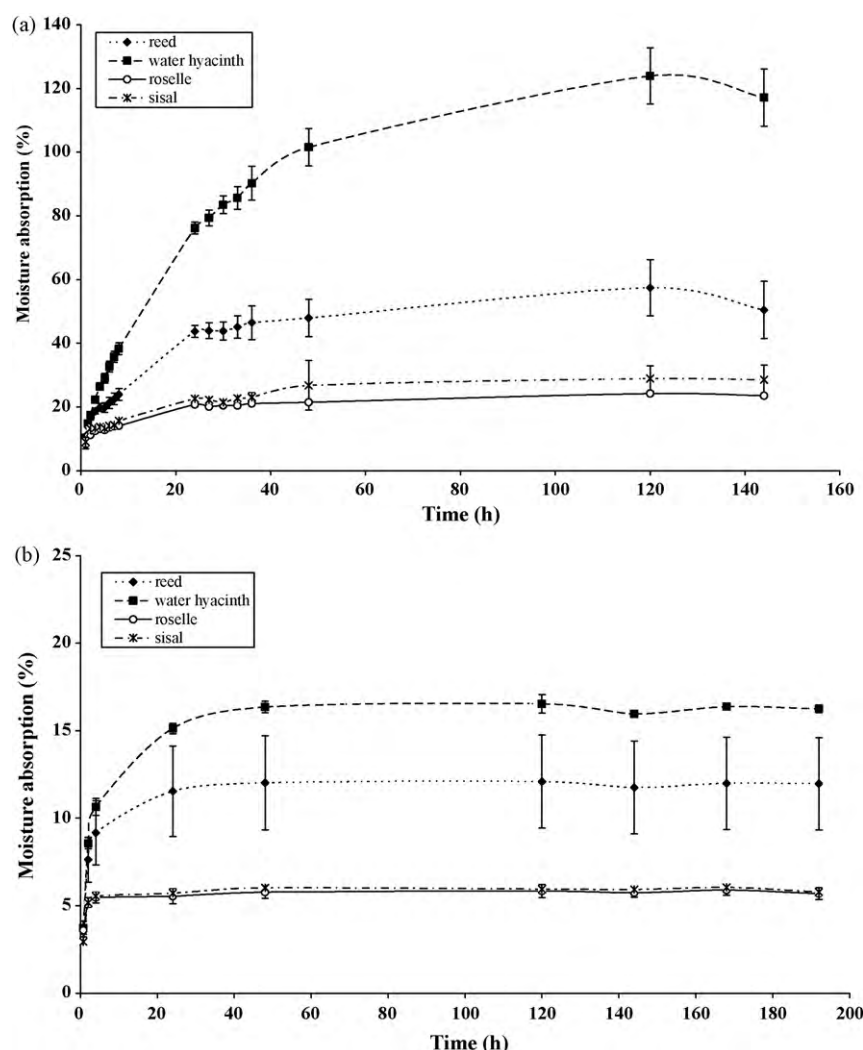 (a)
140
120
100
80
60
40
20
0
Moisture absorption (%)
reed
water hyacinth
roselle
sisal
0 20 40 60 80 100 120 140 160
Time (h)
(b)
25
20
15
10
5
0
Moisture absorption (%)
reed
water hyacinth
roselle
sisal
0 20 40 60 80 100 120 140 160 180 200
Time (h)